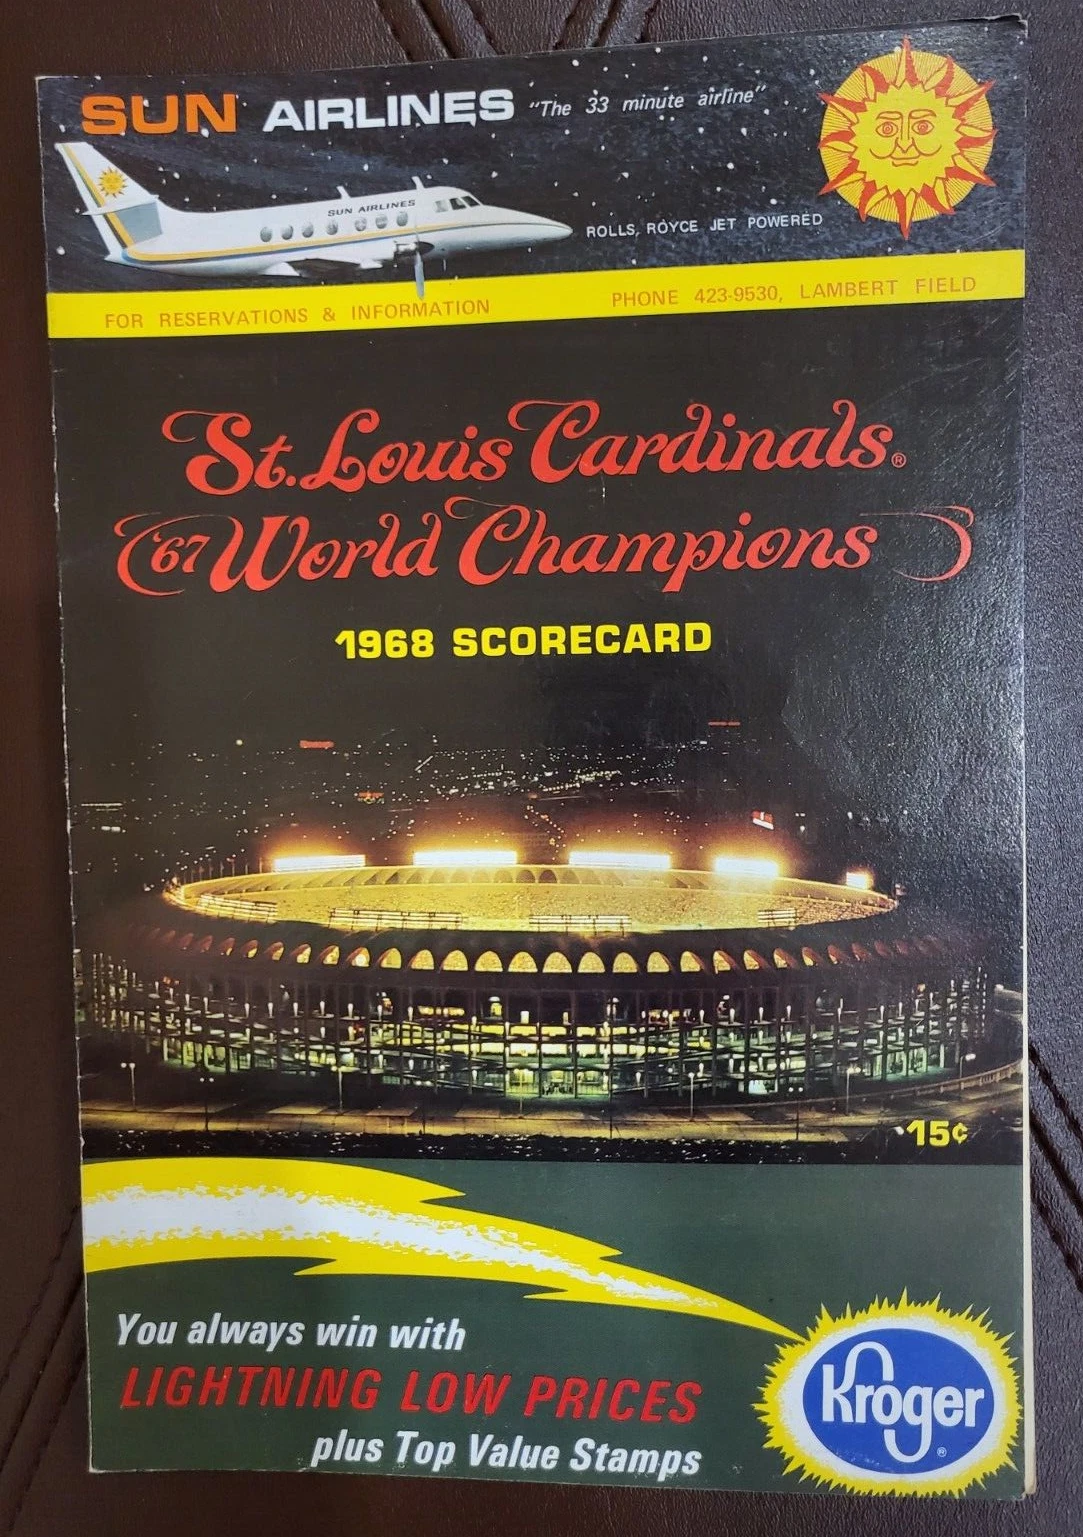 SUN AIRLINES "The 33 minute airline"
SUN AIRLINES
ROLLS, ROYCE JET POWERED
FOR RESERVATIONS & INFORMATION PHONE 423-9530, LAMBERT FIELD
St. Louis Cardinals®
'67 World Champions
1968 SCORECARD
15¢
You always win with
LIGHTNING LOW PRICES
plus Top Value Stamps
Kroger®